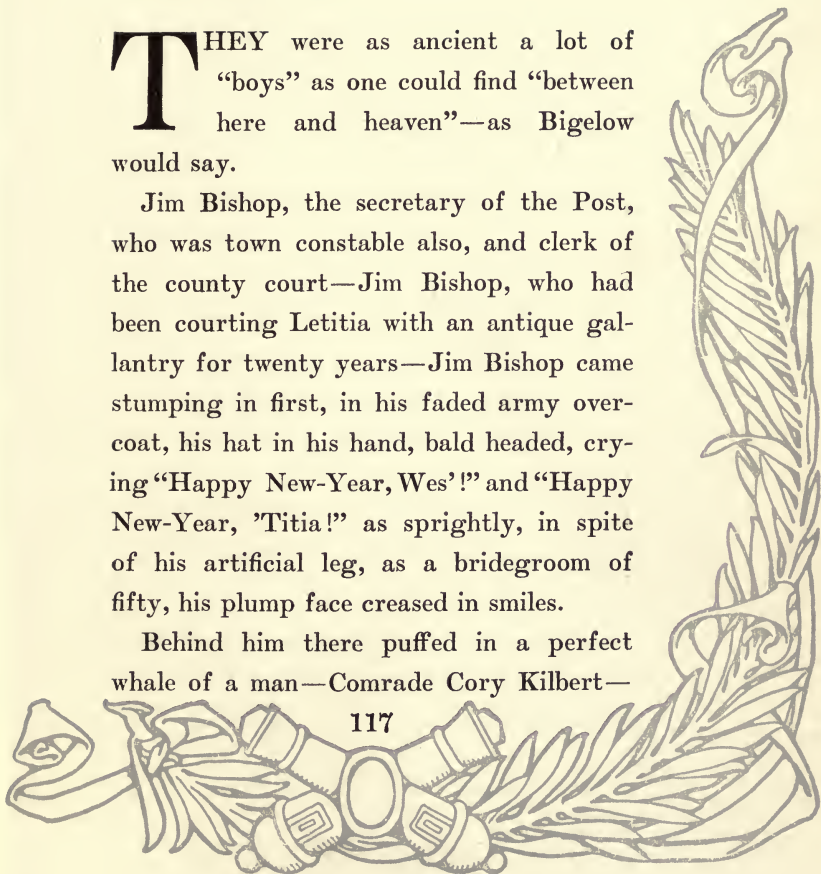 THEY were as ancient a lot of
“boys” as one could find “between
here and heaven”—as Bigelow
would say.
Jim Bishop, the secretary of the Post,
who was town constable also, and clerk of
the county court—Jim Bishop, who had
been courting Letitia with an antique gal-
lantry for twenty years—Jim Bishop came
stumping in first, in his faded army over-
coat, his hat in his hand, bald headed, cry-
ing “Happy New-Year, Wes’!” and “Happy
New-Year, ’Titia!” as sprightly, in spite
of his artificial leg, as a bridegroom of
fifty, his plump face creased in smiles.
Behind him there puffed in a perfect
whale of a man—Comrade Cory Kilbert—
117